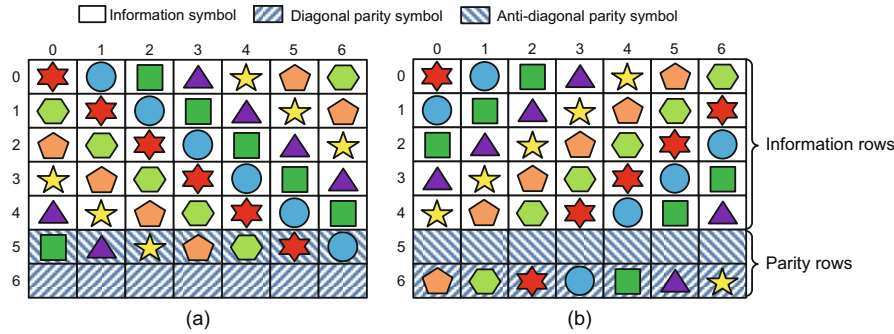 Information symbol Diagonal parity symbol Anti-diagonal parity symbol
0 1 2 3 4 5 6 0 1 2 3 4 5 6
0 0
1 1
2 2
3 3
4 4
5 5
6 6
Information rows
Parity rows
(a) (b)